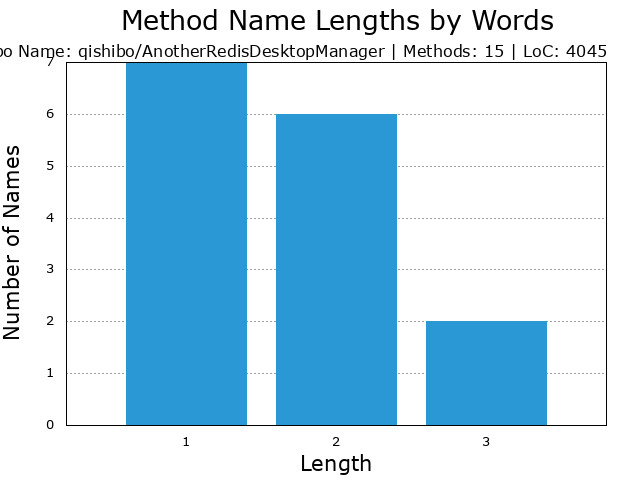 Method Name Lengths by Words
oo Name: qishibo/AnotherRedisDesktopManager | Methods: 15 | LoC: 4045
Number of Names
7
6
5
4
3
2
1
0
1 2 3
Length